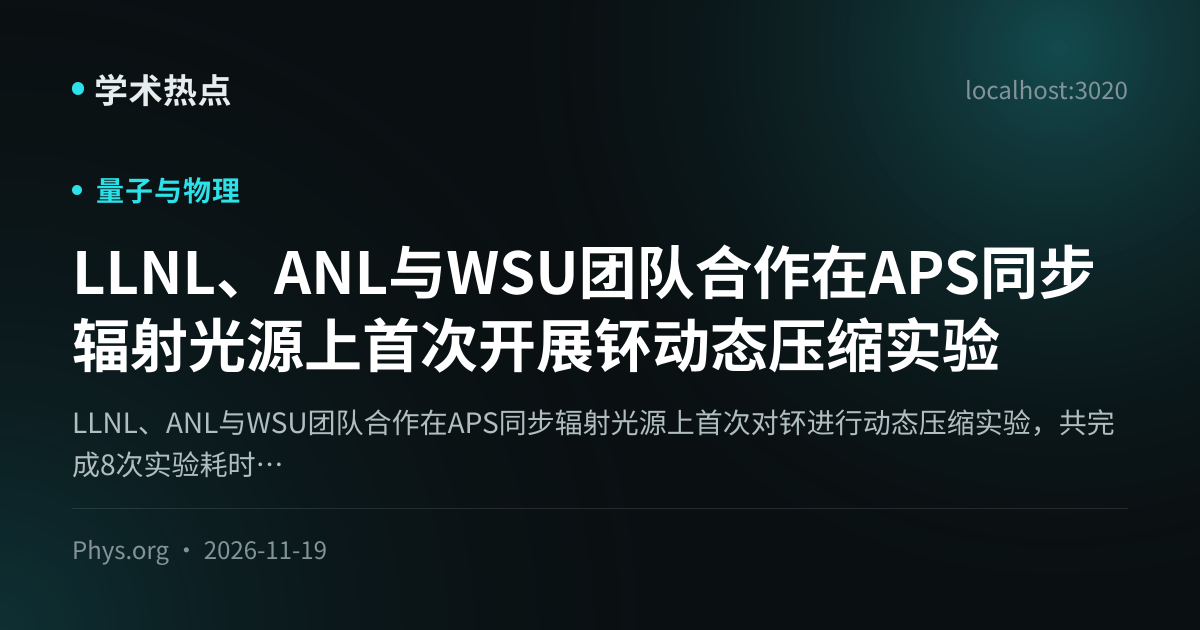 学术热点
localhost:3020
量子与物理
LLNL、ANL与WSU团队合作在APS同步
辐射光源上首次开展钚动态压缩实验
LLNL、ANL与WSU团队合作在APS同步辐射光源上首次对钚进行动态压缩实验，共完
成8次实验耗时…
Phys.org · 2026-11-19